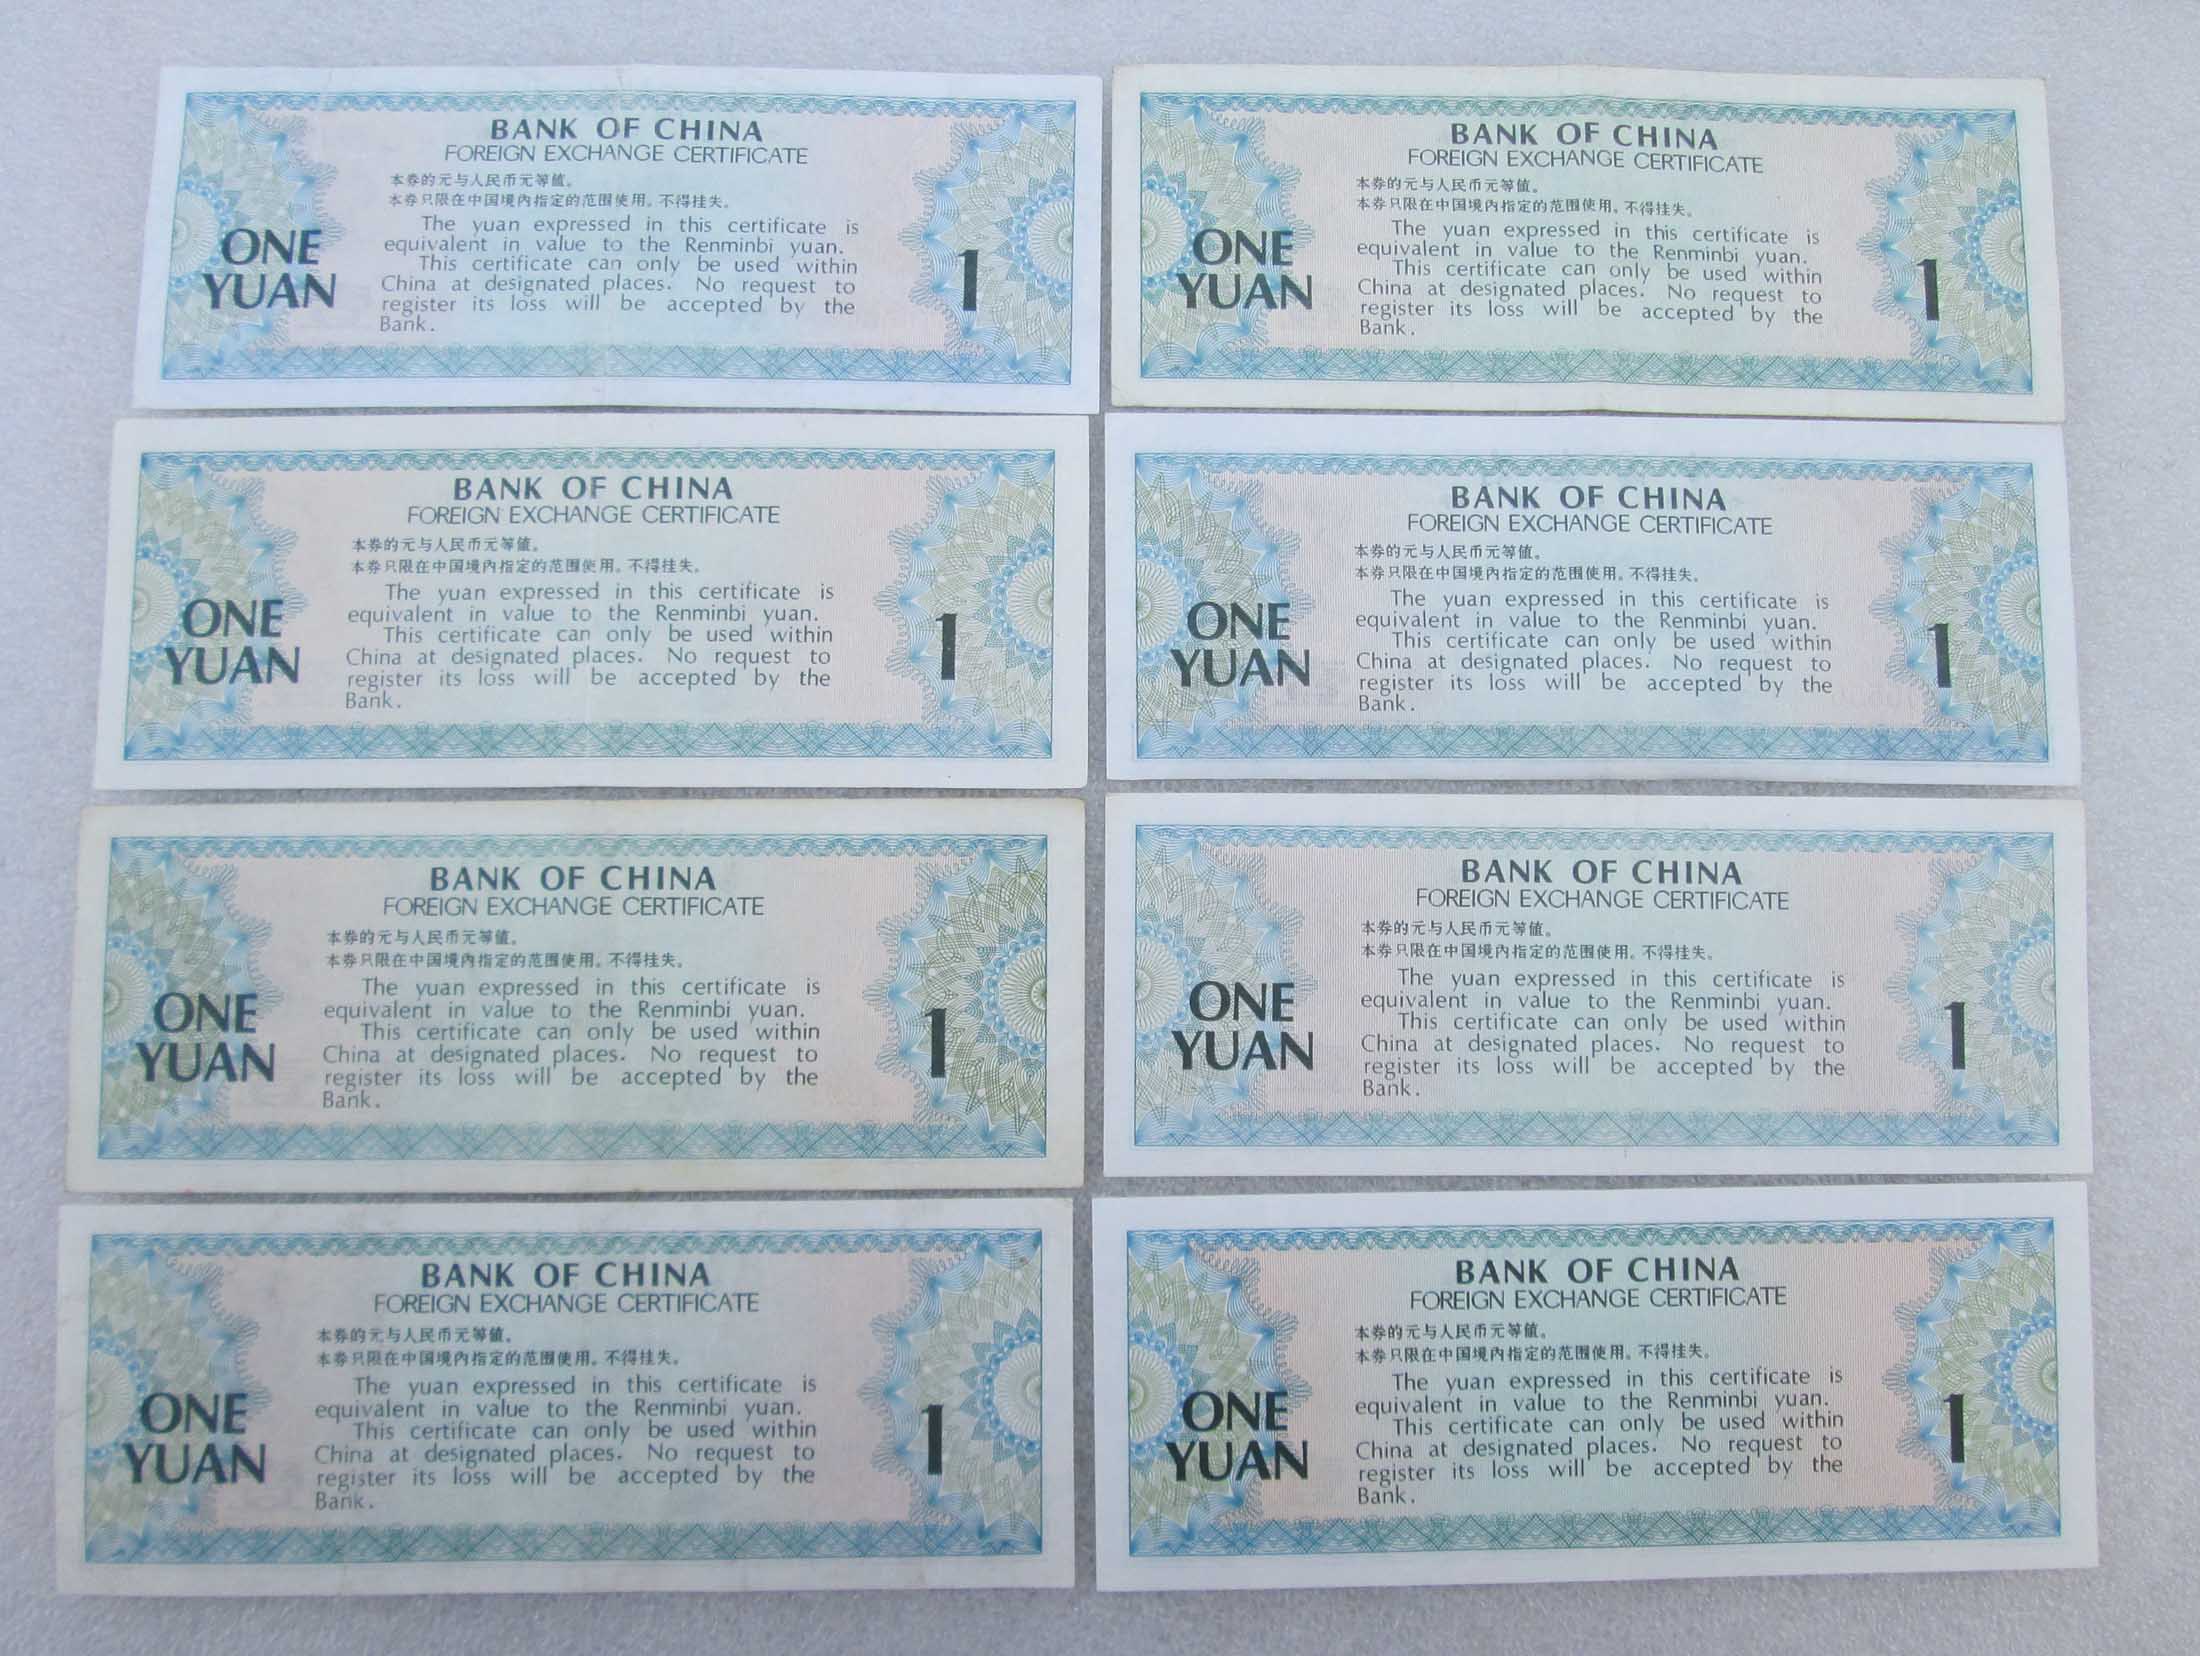 BANK OF CHINA
FOREIGN EXCHANGE CERTIFICATE
本券的元与人民币元等值。
本券只限在中国境内指定的范围使用。不得挂失。
The yuan expressed in this certificate is
equivalent in value to the Renminbi yuan.
This certificate can only be used within
China at designated places. No request to
register its loss will be accepted by the
Bank.
ONE
YUAN
1
BANK OF CHINA
FOREIGN EXCHANGE CERTIFICATE
本券的元与人民币元等值。
本券只限在中国境内指定的范围使用。不得挂失。
The yuan expressed in this certificate is
equivalent in value to the Renminbi yuan.
This certificate can only be used within
China at designated places. No request to
register its loss will be accepted by the
Bank.
ONE
YUAN
1
BANK OF CHINA
FOREIGN EXCHANGE CERTIFICATE
本券的元与人民币元等值。
本券只限在中国境内指定的范围使用。不得挂失。
The yuan expressed in this certificate is
equivalent in value to the Renminbi yuan.
This certificate can only be used within
China at designated places. No request to
register its loss will be accepted by the
Bank.
ONE
YUAN
1
BANK OF CHINA
FOREIGN EXCHANGE CERTIFICATE
本券的元与人民币元等值。
本券只限在中国境内指定的范围使用。不得挂失。
The yuan expressed in this certificate is
equivalent in value to the Renminbi yuan.
This certificate can only be used within
China at designated places. No request to
register its loss will be accepted by the
Bank.
ONE
YUAN
1
BANK OF CHINA
FOREIGN EXCHANGE CERTIFICATE
本券的元与人民币元等值。
本券只限在中国境内指定的范围使用。不得挂失。
The yuan expressed in this certificate is
equivalent in value to the Renminbi yuan.
This certificate can only be used within
China at designated places. No request to
register its loss will be accepted by the
Bank.
ONE
YUAN
1
BANK OF CHINA
FOREIGN EXCHANGE CERTIFICATE
本券的元与人民币元等值。
本券只限在中国境内指定的范围使用。不得挂失。
The yuan expressed in this certificate is
equivalent in value to the Renminbi yuan.
This certificate can only be used within
China at designated places. No request to
register its loss will be accepted by the
Bank.
ONE
YUAN
1
BANK OF CHINA
FOREIGN EXCHANGE CERTIFICATE
本券的元与人民币元等值。
本券只限在中国境内指定的范围使用。不得挂失。
The yuan expressed in this certificate is
equivalent in value to the Renminbi yuan.
This certificate can only be used within
China at designated places. No request to
register its loss will be accepted by the
Bank.
ONE
YUAN
1
BANK OF CHINA
FOREIGN EXCHANGE CERTIFICATE
本券的元与人民币元等值。
本券只限在中国境内指定的范围使用。不得挂失。
The yuan expressed in this certificate is
equivalent in value to the Renminbi yuan.
This certificate can only be used within
China at designated places. No request to
register its loss will be accepted by the
Bank.
ONE
YUAN
1